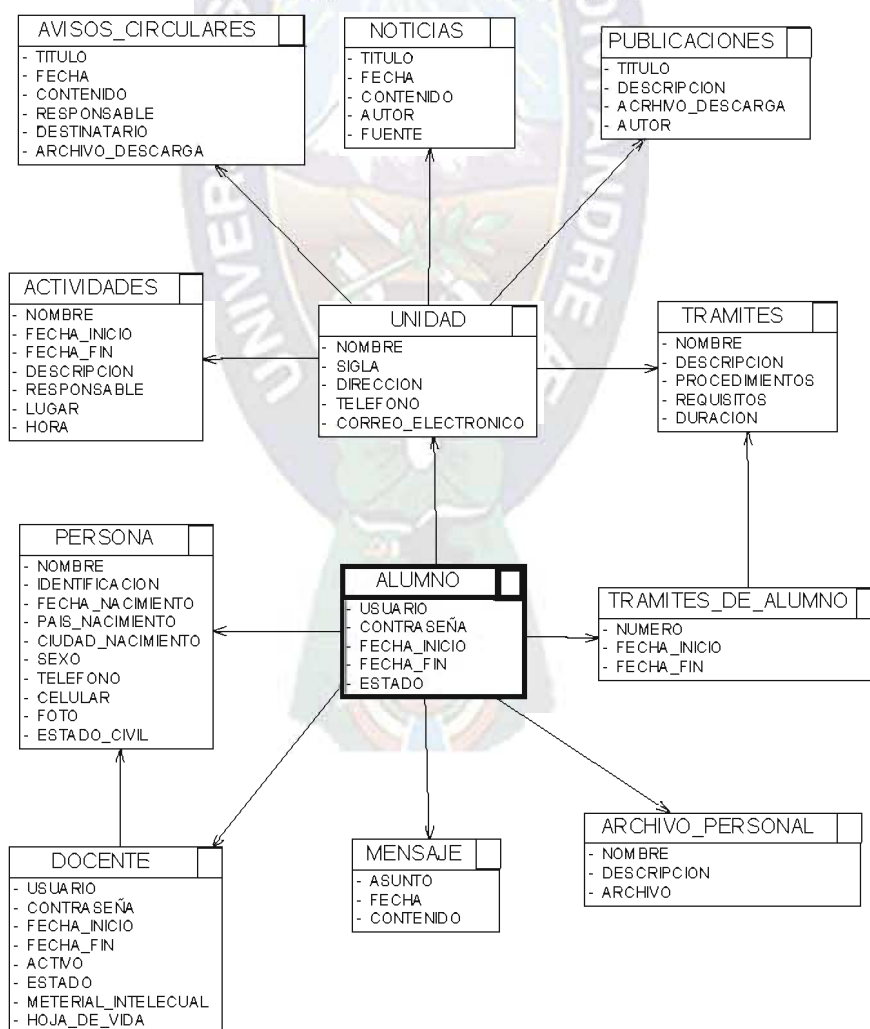 AVISOS_CIRCULARES
- TITULO
- FECHA
- CONTENIDO
- RESPONSABLE
- DESTINATARIO
- ARCHIVO_DESCARGA
NOTICIAS
- TITULO
- FECHA
- CONTENIDO
- AUTOR
- FUENTE
PUBLICACIONES
- TITULO
- DESCRIPCION
- ACRHIVO_DESCARGA
- AUTOR
ACTIVIDADES
- NOMBRE
- FECHA_INICIO
- FECHA_FIN
- DESCRIPCION
- RESPONSABLE
- LUGAR
- HORA
UNIDAD
- NOMBRE
- SIGLA
- DIRECCION
- TELEFONO
- CORREO_ELECTRONICO
TRAMITES
- NOMBRE
- DESCRIPCION
- PROCEDIMIENTOS
- REQUISITOS
- DURACION
PERSONA
- NOMBRE
- IDENTIFICACION
- FECHA_NACIMIENTO
- PAIS_NACIMIENTO
- CIUDAD_NACIMIENTO
- SEXO
- TELEFONO
- CELULAR
- FOTO
- ESTADO_CIVIL
ALUMNO
- USUARIO
- CONTRASEÑA
- FECHA_INICIO
- FECHA_FIN
- ESTADO
TRAMITES_DE_ALUMNO
- NUMERO
- FECHA_INICIO
- FECHA_FIN
DOCENTE
- USUARIO
- CONTRASEÑA
- FECHA_INICIO
- FECHA_FIN
- ACTIVO
- ESTADO
- METERIAL_INTELECUAL
- HOJA_DE_VIDA
MENSAJE
- ASUNTO
- FECHA
- CONTENIDO
ARCHIVO_PERSONAL
- NOMBRE
- DESCRIPCION
- ARCHIVO